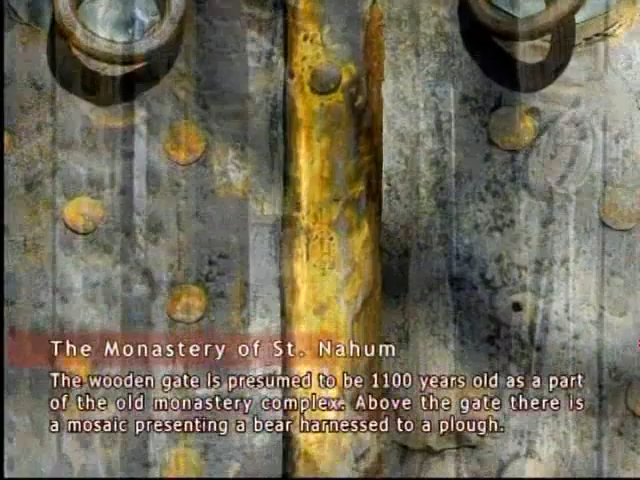 The Monastery of St. Nahum
The wooden gate is presumed to be 1100 years old as a part
of the old monastery complex. Above the gate there is
a mosaic presenting a bear harnessed to a plough.